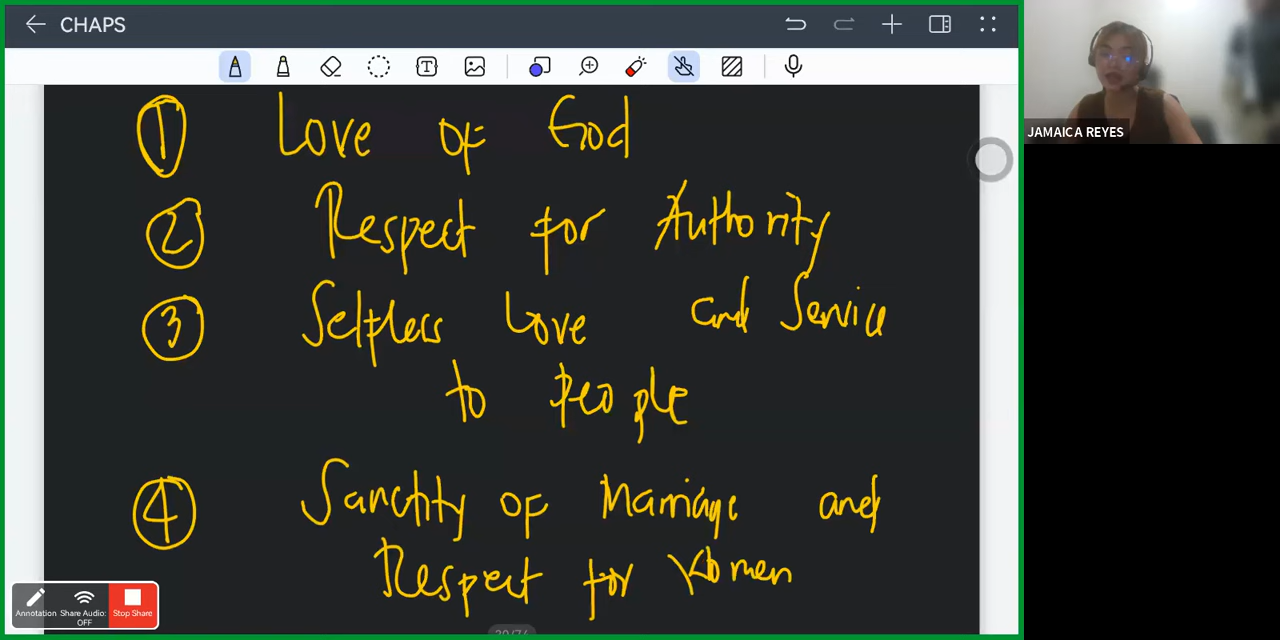 CHAPS
JAMAICA REYES
1 Love of God
2 Respect for Authority
3 Selfless Love and Service
to People
4 Sanctity of Marriage and
Respect for Women
Annotation
Share Audio:
OFF
Stop Share